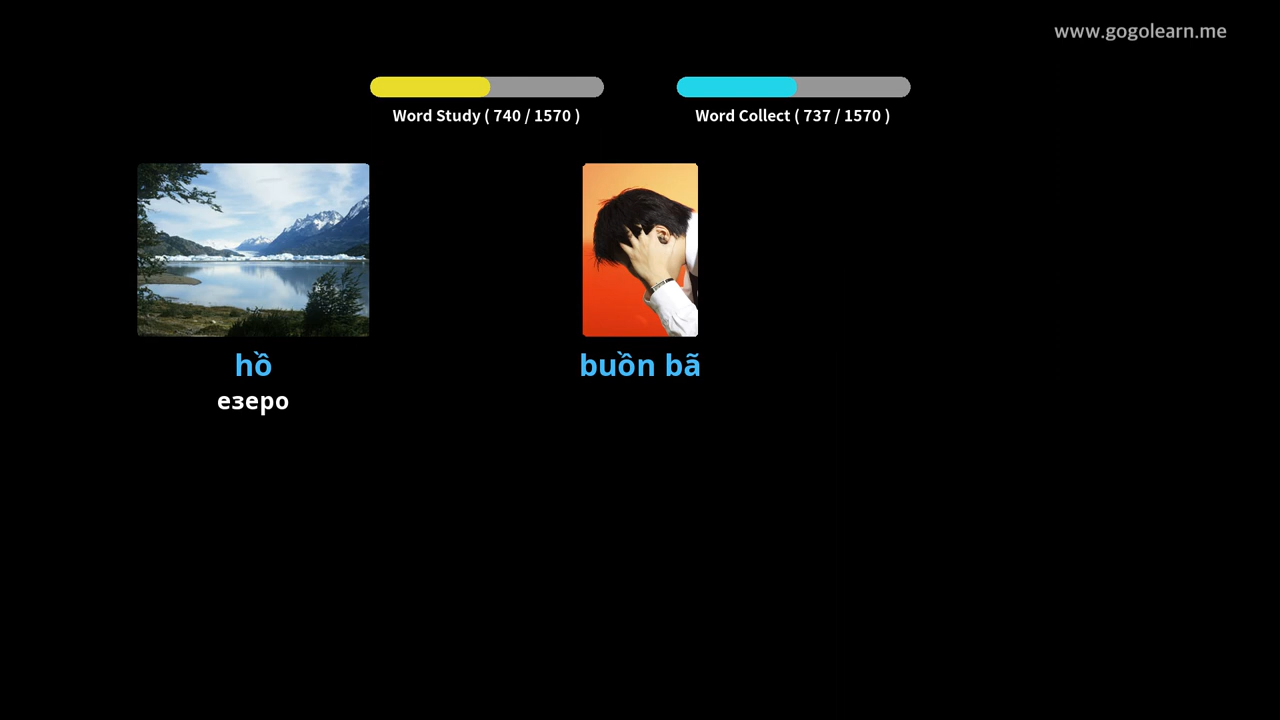 www.gogolearn.me
Word Study ( 740 / 1570 )
Word Collect ( 737 / 1570 )
hồ
езеро
buồn bã